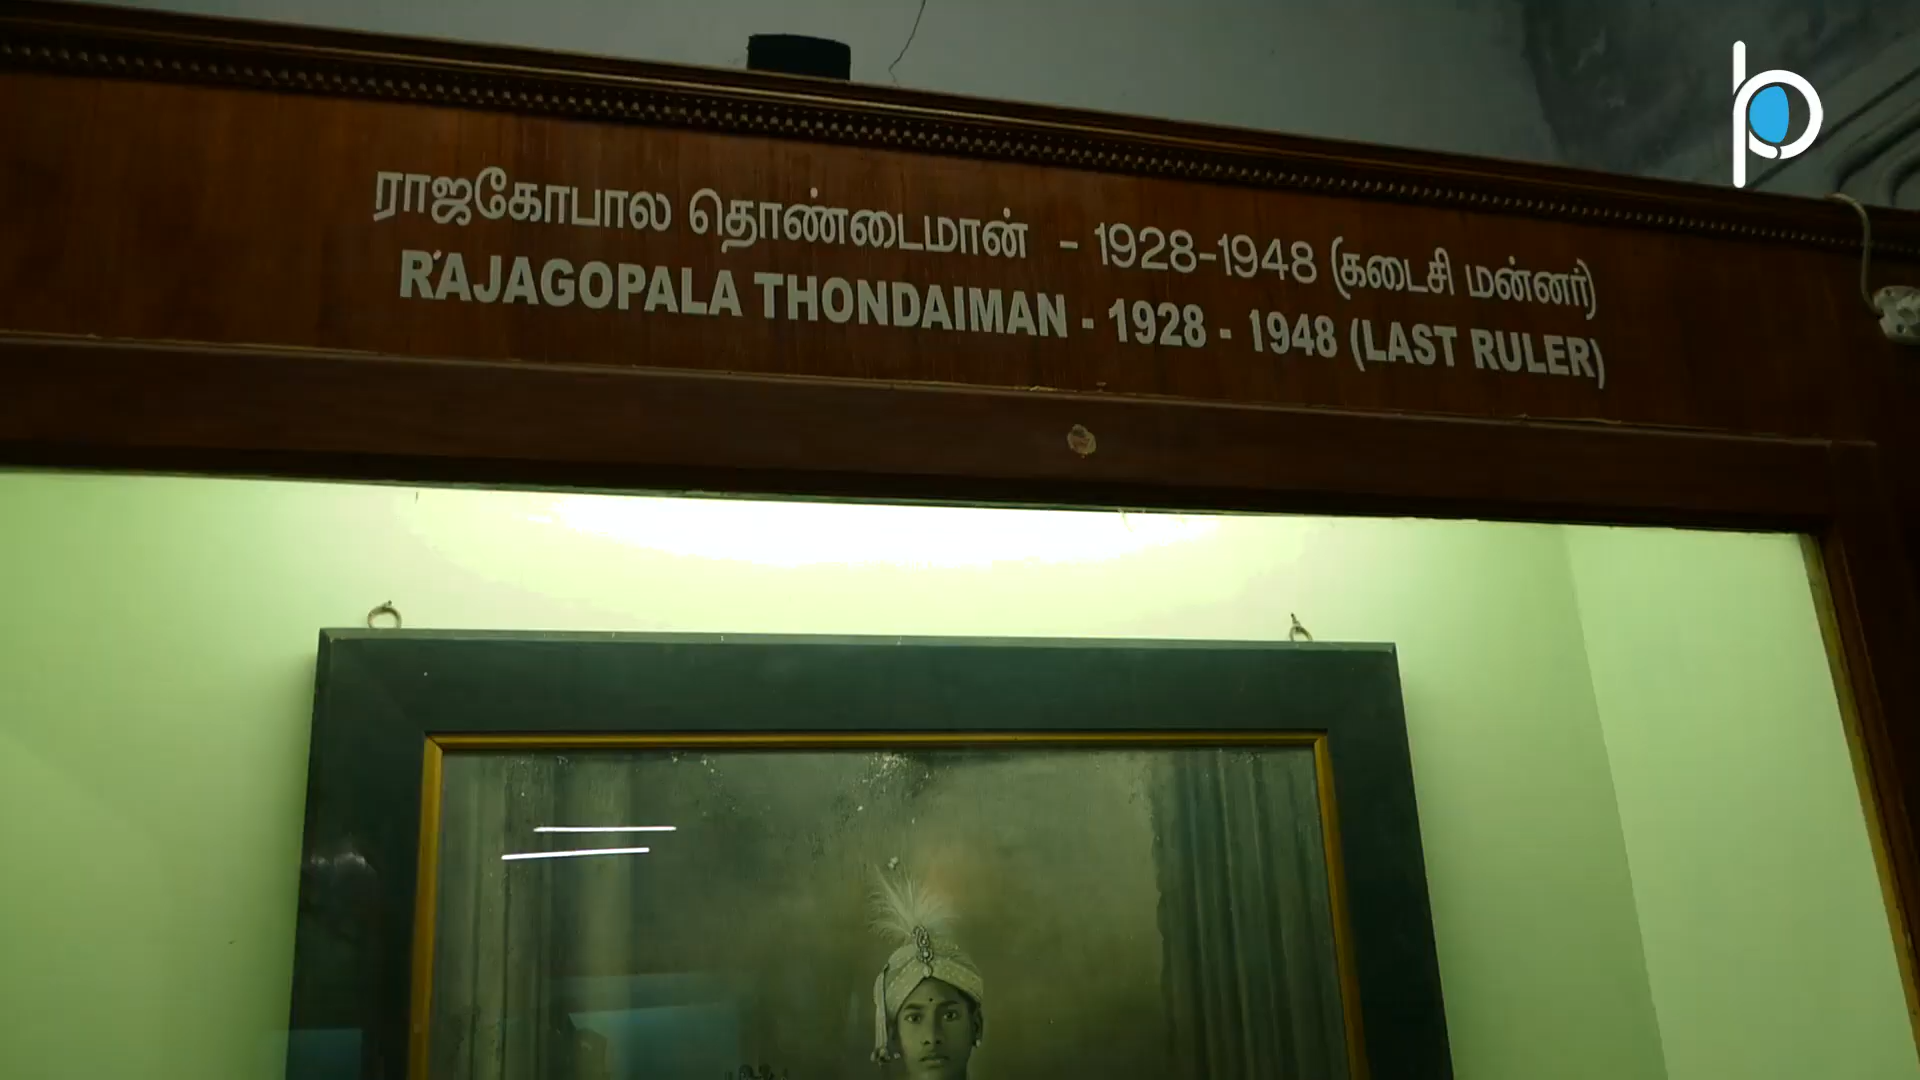 ராஜகோபால தொண்டைமான் - 1928-1948 (கடைசி மன்னர்)
RAJAGOPALA THONDAIMAN - 1928 - 1948 (LAST RULER)